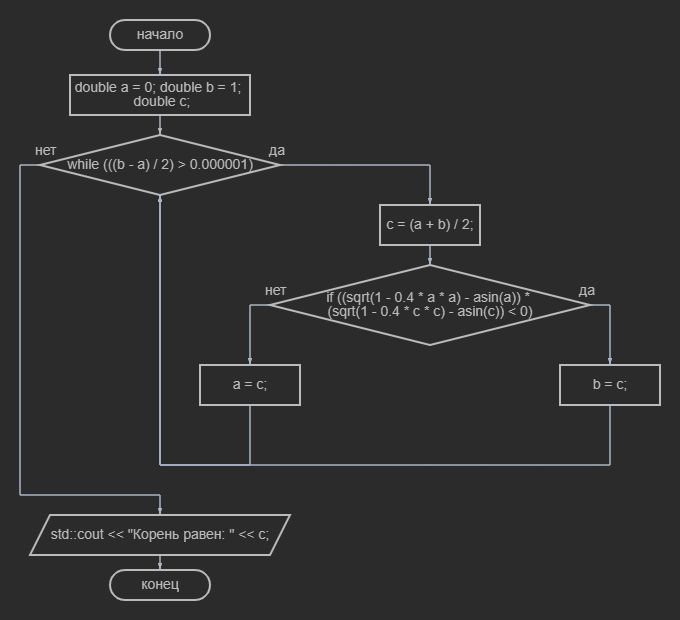 начало
double a = 0; double b = 1;
double c;
нет
да
while (((b - a) / 2) > 0.000001)
c = (a + b) / 2;
нет
да
if ((sqrt(1 - 0.4 * a * a) - asin(a)) *
(sqrt(1 - 0.4 * c * c) - asin(c)) < 0)
a = c;
b = c;
std::cout << "Корень равен: " << c;
конец